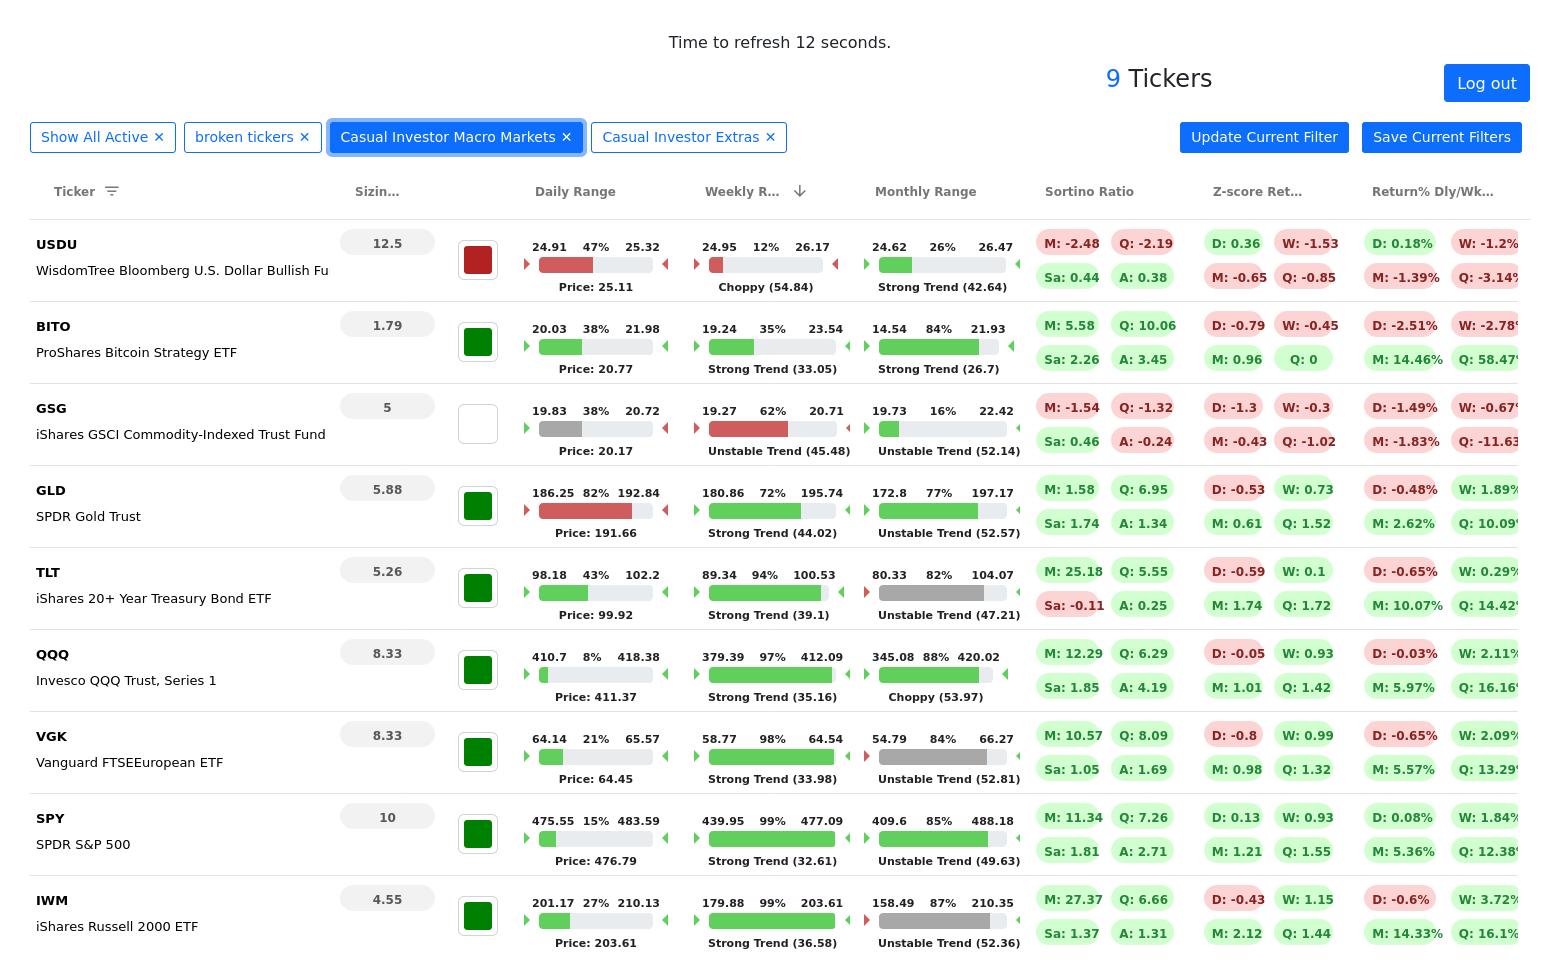 Time to refresh 12 seconds.
9 Tickers
Log out
Show All Active ✕ broken tickers ✕ Casual Investor Macro Markets ✕ Casual Investor Extras ✕ Update Current Filter Save Current Filters
Ticker Sizin… Daily Range Weekly R… Monthly Range Sortino Ratio Z-score Ret… Return% Dly/Wk…
USDU 12.5
24.91 47% 25.32 24.95 12% 26.17 24.62 26% 26.47
M: -2.48 Q: -2.19 D: 0.36 W: -1.53 D: 0.18% W: -1.2%
WisdomTree Bloomberg U.S. Dollar Bullish Fu
Sa: 0.44 A: 0.38 M: -0.65 Q: -0.85 M: -1.39% Q: -3.14%
Price: 25.11 Choppy (54.84) Strong Trend (42.64)
BITO 1.79
20.03 38% 21.98 19.24 35% 23.54 14.54 84% 21.93
M: 5.58 Q: 10.06 D: -0.79 W: -0.45 D: -2.51% W: -2.78%
ProShares Bitcoin Strategy ETF
Sa: 2.26 A: 3.45 M: 0.96 Q: 0 M: 14.46% Q: 58.47%
Price: 20.77 Strong Trend (33.05) Strong Trend (26.7)
GSG 5
19.83 38% 20.72 19.27 62% 20.71 19.73 16% 22.42
M: -1.54 Q: -1.32 D: -1.3 W: -0.3 D: -1.49% W: -0.67%
iShares GSCI Commodity-Indexed Trust Fund
Sa: 0.46 A: -0.24 M: -0.43 Q: -1.02 M: -1.83% Q: -11.63
Price: 20.17 Unstable Trend (45.48) Unstable Trend (52.14)
GLD 5.88
186.25 82% 192.84 180.86 72% 195.74 172.8 77% 197.17
M: 1.58 Q: 6.95 D: -0.53 W: 0.73 D: -0.48% W: 1.89%
SPDR Gold Trust
Sa: 1.74 A: 1.34 M: 0.61 Q: 1.52 M: 2.62% Q: 10.09%
Price: 191.66 Strong Trend (44.02) Unstable Trend (52.57)
TLT 5.26
98.18 43% 102.2 89.34 94% 100.53 80.33 82% 104.07
M: 25.18 Q: 5.55 D: -0.59 W: 0.1 D: -0.65% W: 0.29%
iShares 20+ Year Treasury Bond ETF
Sa: -0.11 A: 0.25 M: 1.74 Q: 1.72 M: 10.07% Q: 14.42%
Price: 99.92 Strong Trend (39.1) Unstable Trend (47.21)
QQQ 8.33
410.7 8% 418.38 379.39 97% 412.09 345.08 88% 420.02
M: 12.29 Q: 6.29 D: -0.05 W: 0.93 D: -0.03% W: 2.11%
Invesco QQQ Trust, Series 1
Sa: 1.85 A: 4.19 M: 1.01 Q: 1.42 M: 5.97% Q: 16.16%
Price: 411.37 Strong Trend (35.16) Choppy (53.97)
VGK 8.33
64.14 21% 65.57 58.77 98% 64.54 54.79 84% 66.27
M: 10.57 Q: 8.09 D: -0.8 W: 0.99 D: -0.65% W: 2.09%
Vanguard FTSEEuropean ETF
Sa: 1.05 A: 1.69 M: 0.98 Q: 1.32 M: 5.57% Q: 13.29%
Price: 64.45 Strong Trend (33.98) Unstable Trend (52.81)
SPY 10
475.55 15% 483.59 439.95 99% 477.09 409.6 85% 488.18
M: 11.34 Q: 7.26 D: 0.13 W: 0.93 D: 0.08% W: 1.84%
SPDR S&P 500
Sa: 1.81 A: 2.71 M: 1.21 Q: 1.55 M: 5.36% Q: 12.38%
Price: 476.79 Strong Trend (32.61) Unstable Trend (49.63)
IWM 4.55
201.17 27% 210.13 179.88 99% 203.61 158.49 87% 210.35
M: 27.37 Q: 6.66 D: -0.43 W: 1.15 D: -0.6% W: 3.72%
iShares Russell 2000 ETF
Sa: 1.37 A: 1.31 M: 2.12 Q: 1.44 M: 14.33% Q: 16.1%
Price: 203.61 Strong Trend (36.58) Unstable Trend (52.36)